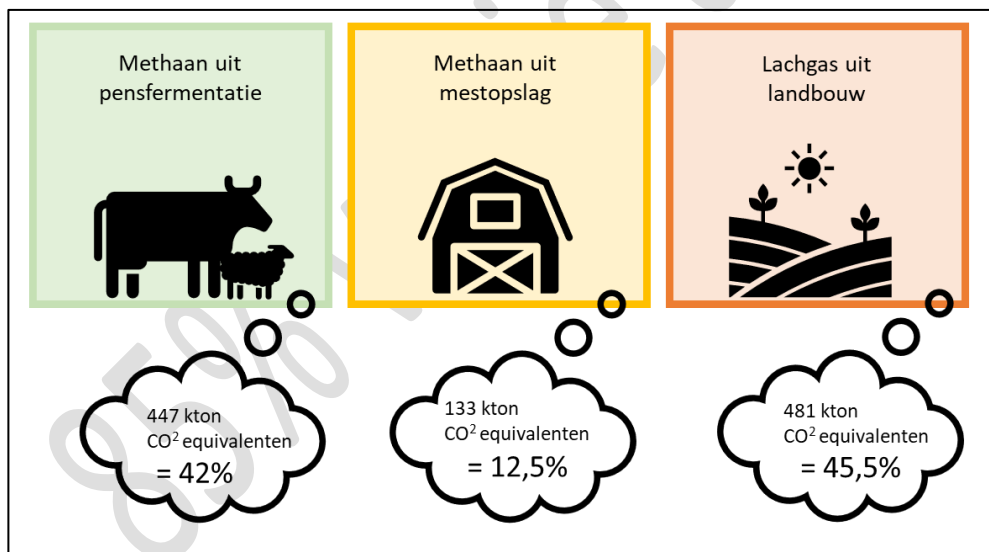 Methaan uit
pensfermentatie
Methaan uit
mestopslag
Lachgas uit
landbouw
447 kton
CO² equivalenten
= 42%
133 kton
CO² equivalenten
= 12,5%
481 kton
CO² equivalenten
= 45,5%
85%